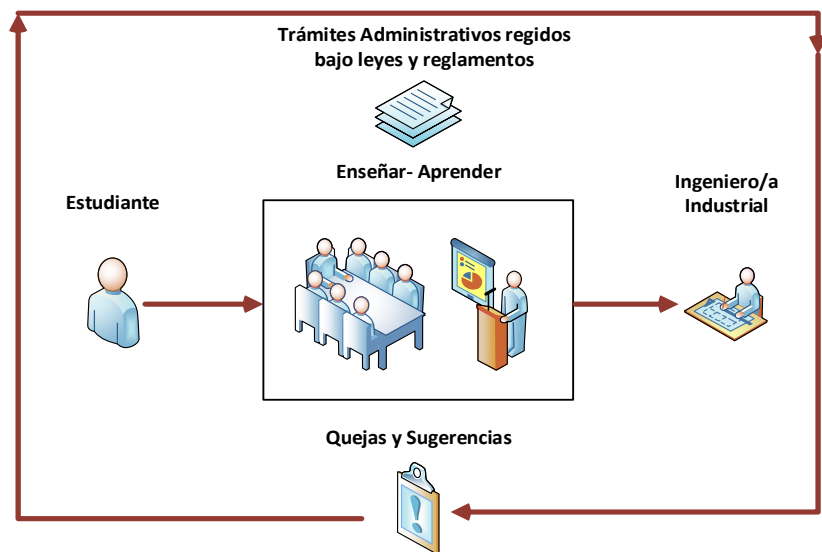 Trámites Administrativos regidos
bajo leyes y reglamentos
Enseñar- Aprender
Estudiante
Ingeniero/a
Industrial
Quejas y Sugerencias